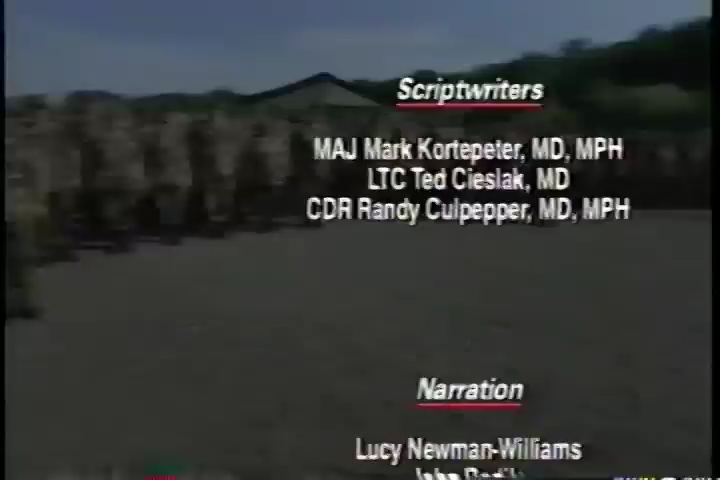 Scriptwriters
MAJ Mark Kortepeter, MD, MPH
LTC Ted Cieslak, MD
CDR Randy Culpepper, MD, MPH
Narration
Lucy Newman-Williams
John